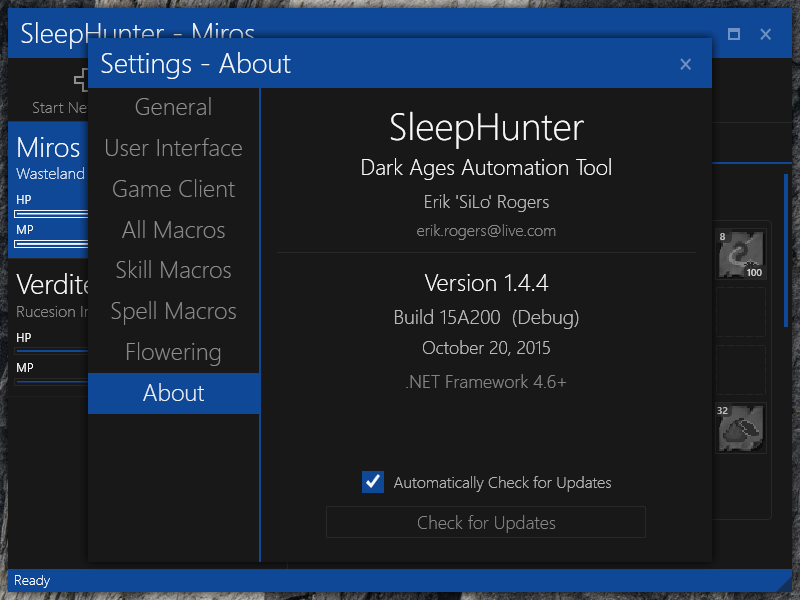 SleepHunter - Miros
Settings - About
Start Ne
Miros
Wasteland
HP
MP
Verdite
Rucesion In
HP
MP
General
User Interface
Game Client
All Macros
Skill Macros
Spell Macros
Flowering
About
SleepHunter
Dark Ages Automation Tool
Erik 'SiLo' Rogers
erik.rogers@live.com
Version 1.4.4
Build 15A200 (Debug)
October 20, 2015
.NET Framework 4.6+
Automatically Check for Updates
Check for Updates
8
100
32
Ready